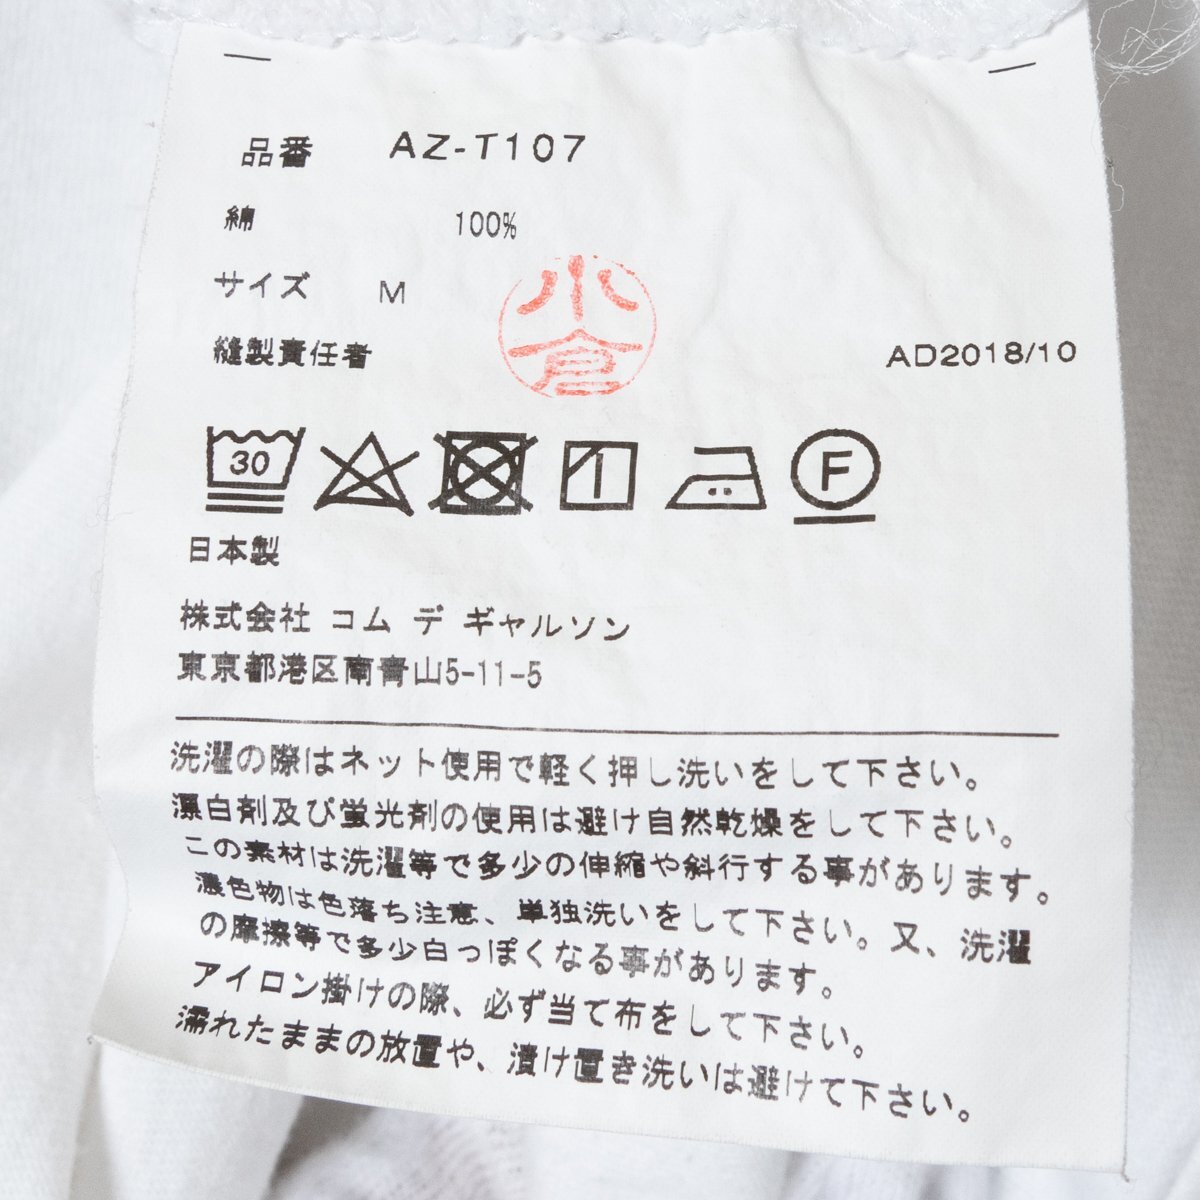 品番 AZ-T107
綿 100%
サイズ M
小倉
縫製責任者 AD2018/10
30 F
日本製
株式会社 コム デ ギャルソン
東京都港区南青山5-11-5
洗濯の際はネット使用で軽く押し洗いをして下さい。
漂白剤及び蛍光剤の使用は避け自然乾燥をして下さい。
この素材は洗濯等で多少の伸縮や斜行する事があります。
濃色物は色落ち注意、単独洗いをして下さい。又、洗濯
の摩擦等で多少白っぽくなる事があります。
アイロン掛けの際、必ず当て布をして下さい。
濡れたままの放置や、漬け置き洗いは避けて下さい。